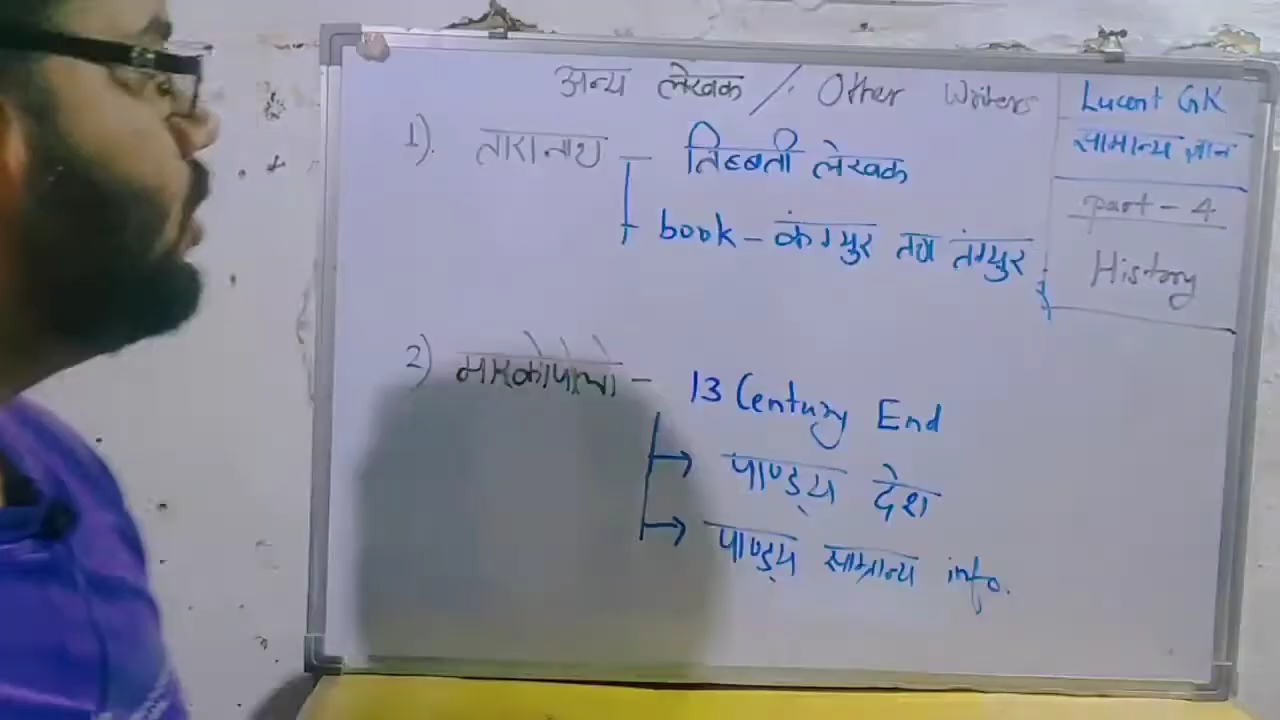 अन्य लेखक / Other Writers
1). तारानाथ - तिब्बती लेखक
book - कंग्युर तथा तंग्युर
2) मारकोपोलो - 13 Century End
→ पाण्ड्य देश
→ पाण्ड्य साम्राज्य info.
Lucent GK
सामान्य ज्ञान
part - 4
History